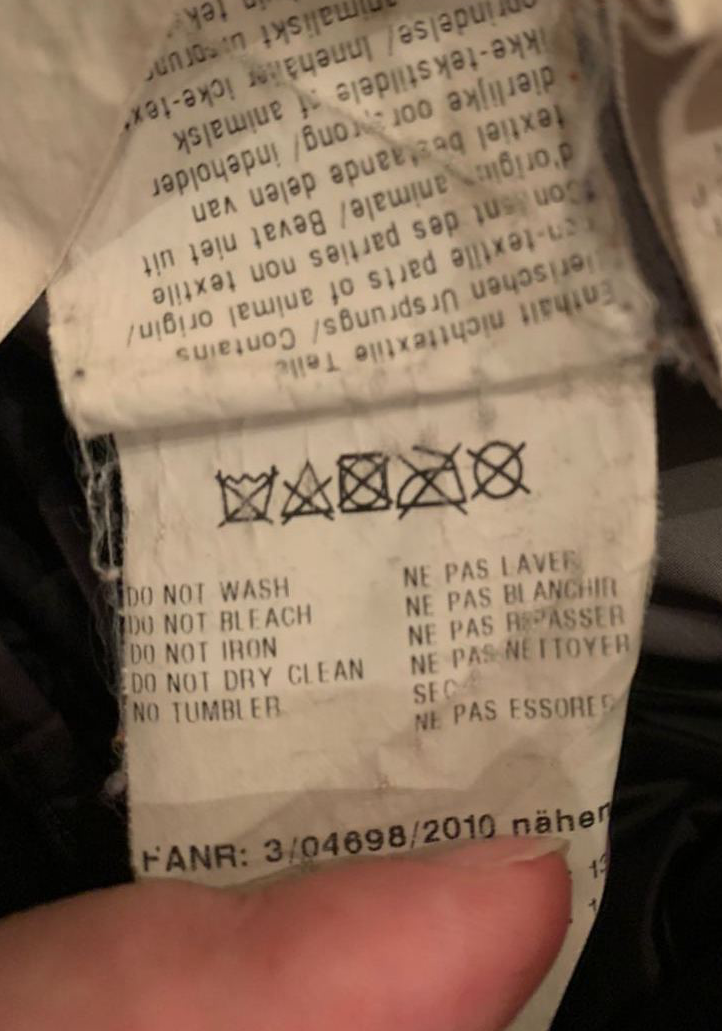 Enthält nichttextile Teile
tierischen Ursprungs/ Contains
non-textile parts of animal origin/
Contient des parties non textile
d'origine animale/ Bevat niet uit
textiel bestaande delen van
dierlijke oorsprong/ indeholder
ikke-tekstildele af animalsk
oprindelse/ Innehåller icke-tex
animaliskt ursprung
DO NOT WASH
DO NOT BLEACH
DO NOT IRON
DO NOT DRY CLEAN
NO TUMBLER
NE PAS LAVER
NE PAS BLANCHIR
NE PAS REPASSER
NE PAS NETTOYER
SEC
NE PAS ESSORER
FANR: 3/04698/2010 nähen